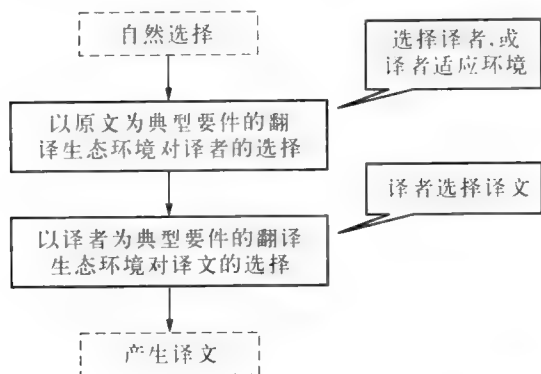 自然选择
选择译者,或
译者适应环境
以原文为典型要件的翻
译生态环境对译者的选择
译者选择译文
以译者为典型要件的翻译
生态环境对译文的选择
产生译文